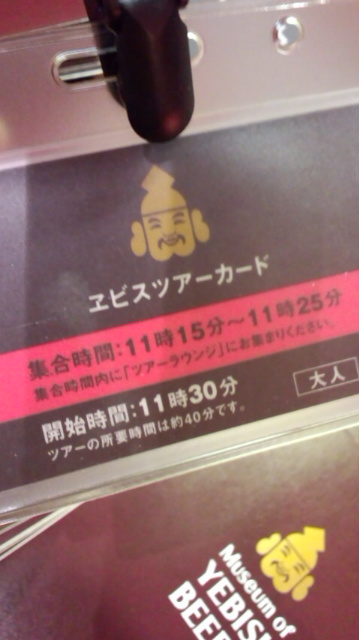 ヱビスツアーカード
集合時間：11時15分～11時25分
集合時間内に「ツアーラウンジ」にお集まりください。
開始時間：11時30分
大人
ツアーの所要時間は約40分です。
Museum of
YEBIS
BEE